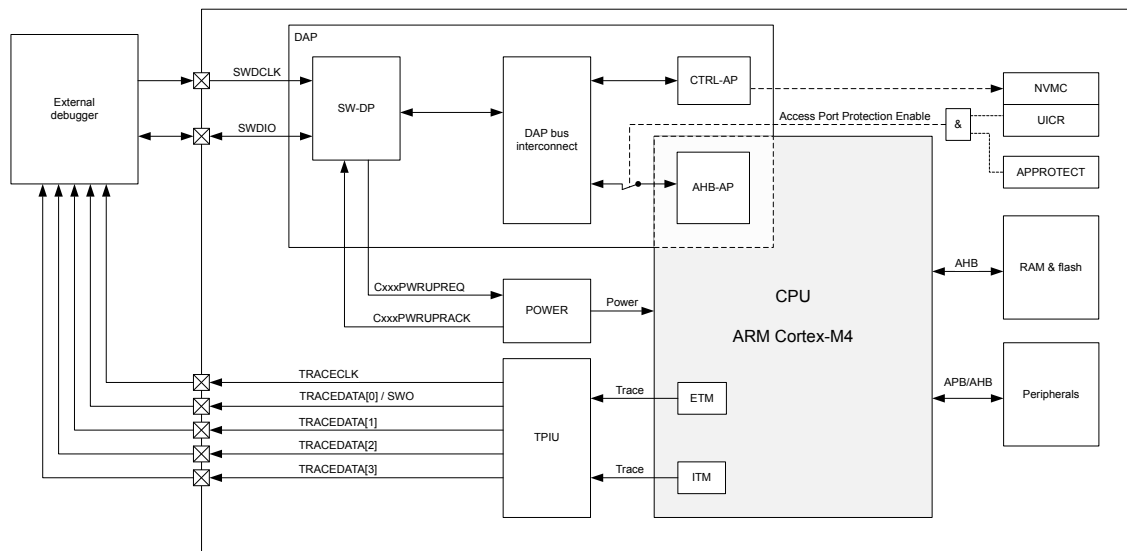 DAP
External
debugger
SWDCLK
SWDIO
SW-DP
DAP bus
interconnect
CTRL-AP
AHB-AP
Access Port Protection Enable
&
NVMC
UICR
APPROTECT
CxxxPWRUPREQ
CxxxPWRUPRACK
POWER
Power
CPU
ARM Cortex-M4
AHB
RAM & flash
APB/AHB
Peripherals
TRACECLK
TRACEDATA[0] / SWO
TRACEDATA[1]
TRACEDATA[2]
TRACEDATA[3]
TPIU
Trace
ETM
Trace
ITM